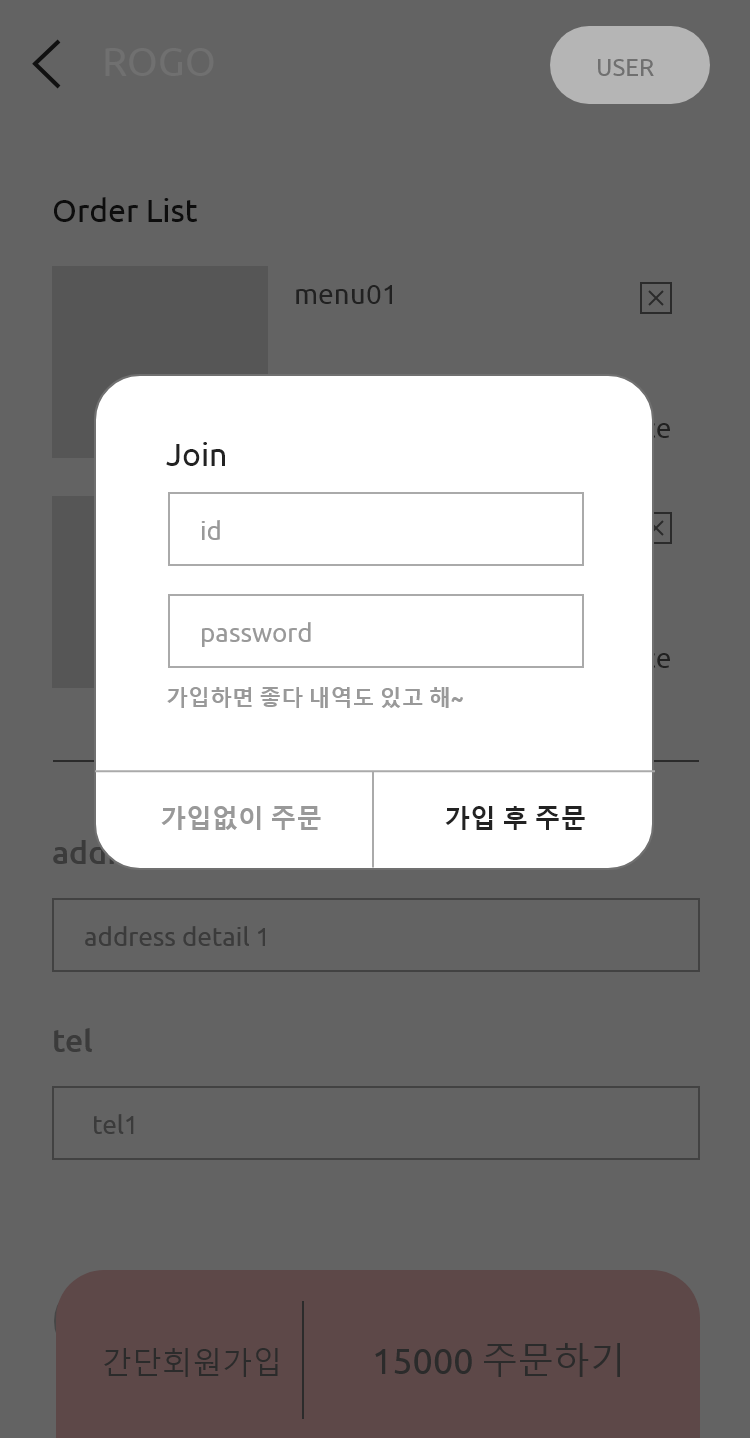 ROGO
USER
Order List
menu01
Join
id
password
가입하면 좋다 내역도 있고 해~
가입없이 주문
가입 후 주문
address detail 1
tel
tel1
간단회원가입
15000 주문하기